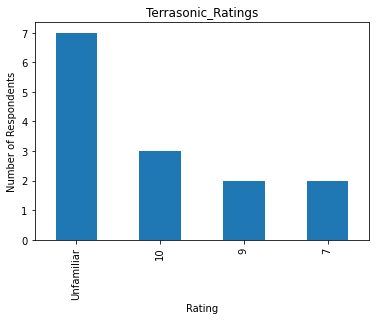 Terrasonic_Ratings
Number of Respondents
7
6
5
4
3
2
1
0
Unfamiliar
10
9
7
Rating